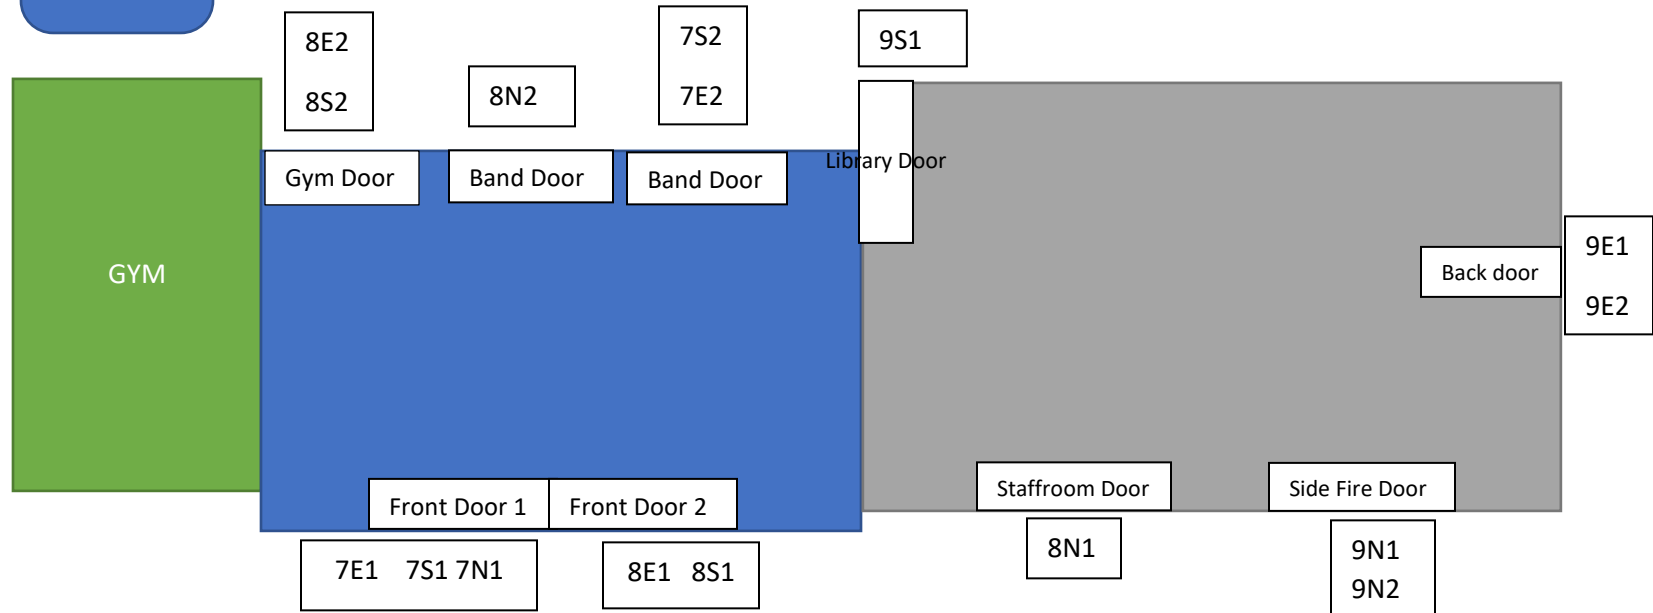 8E2
8S2
8N2
7S2
7E2
9S1
Gym Door
Band Door
Band Door
Library Door
GYM
Back door
9E1
9E2
Front Door 1
Front Door 2
Staffroom Door
Side Fire Door
7E1 7S1 7N1
8E1 8S1
8N1
9N1
9N2